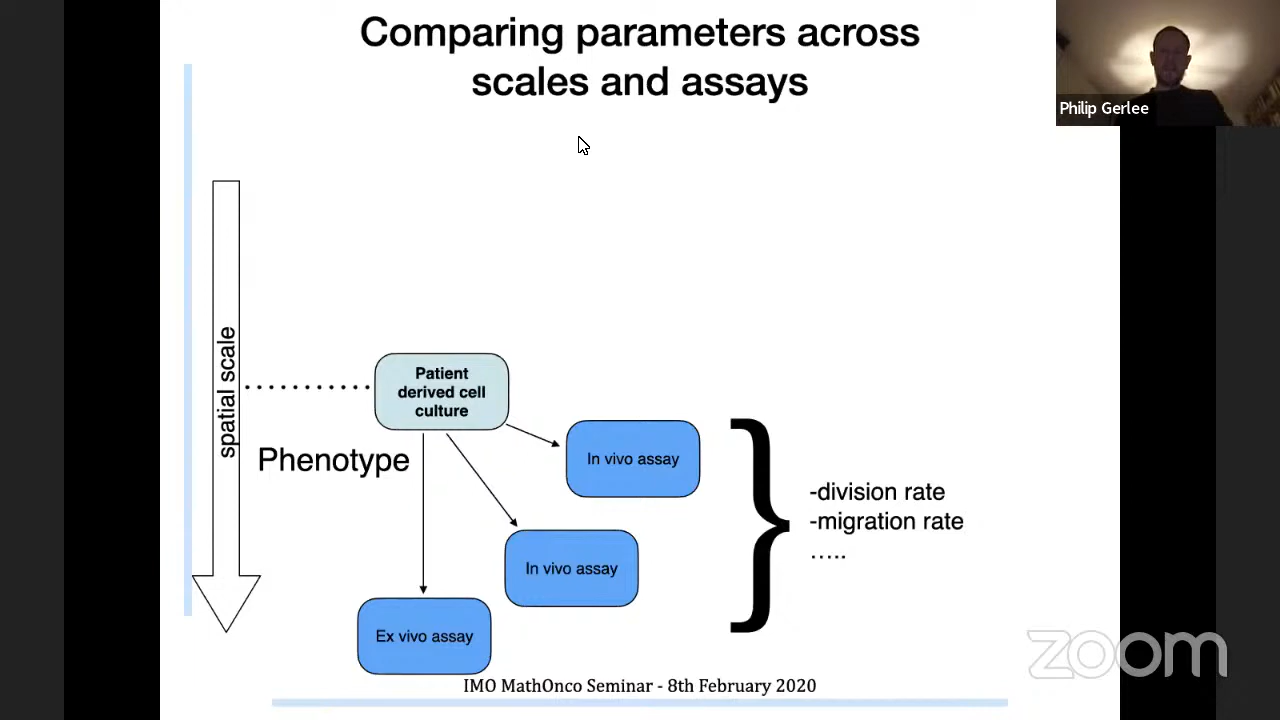 Comparing parameters across
scales and assays
Philip Gerlee
spatial scale
Patient
derived cell
culture
Phenotype
In vivo assay
-division rate
-migration rate
.....
In vivo assay
Ex vivo assay
IMO MathOnco Seminar - 8th February 2020
zoom